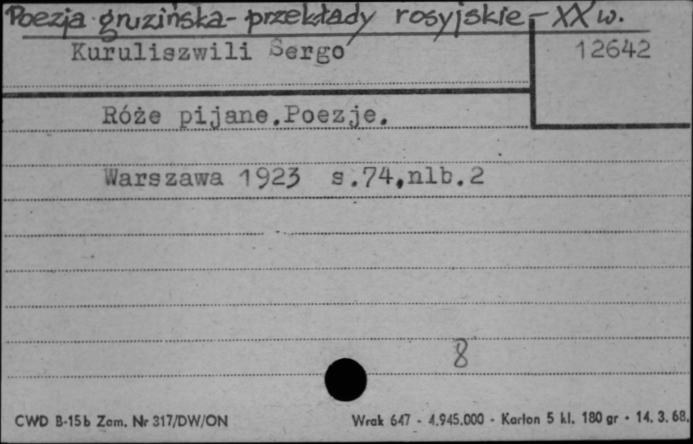 Poezja gruzińska - przekłady rosyjskie - XX w.
Kuruliszwili Sergo 12642
Róże pijane.Poezje.
Warszawa 1923 s.74,nlb.2
8
CWD B-15b Zam. Nr 317/DW/ON Wrak 647 - 4.945.000 - Karton 5 kl. 180 gr - 14. 3. 68.